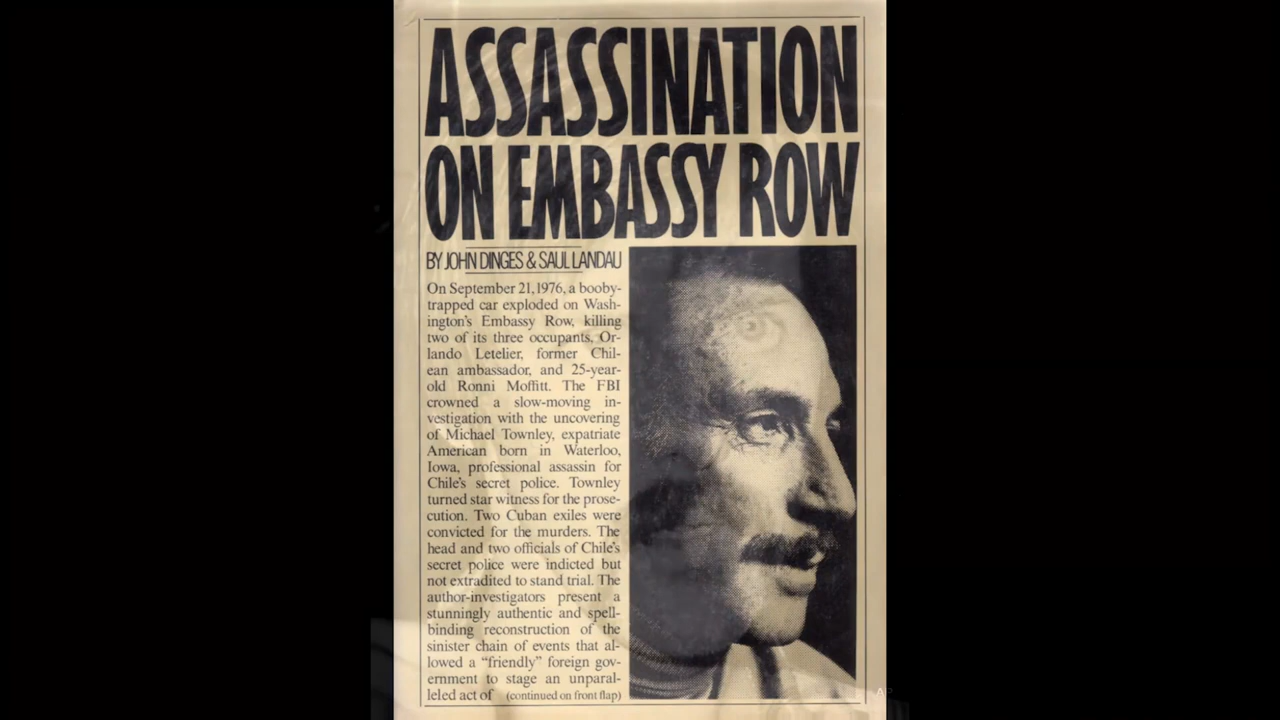 ASSASSINATION
ON EMBASSY ROW
BY JOHN DINGES & SAUL LANDAU
On September 21, 1976, a booby-
trapped car exploded on Wash-
ington's Embassy Row, killing
two of its three occupants, Or-
lando Letelier, former Chil-
ean ambassador, and 25-year-
old Ronni Moffitt. The FBI
crowned a slow-moving in-
vestigation with the uncovering
of Michael Townley, expatriate
American born in Waterloo,
Iowa, professional assassin for
Chile's secret police. Townley
turned star witness for the prose-
cution. Two Cuban exiles were
convicted for the murders. The
head and two officials of Chile's
secret police were indicted but
not extradited to stand trial. The
author-investigators present a
stunningly authentic and spell-
binding reconstruction of the
sinister chain of events that al-
lowed a "friendly" foreign gov-
ernment to stage an unparal-
leled act of (continued on front flap)